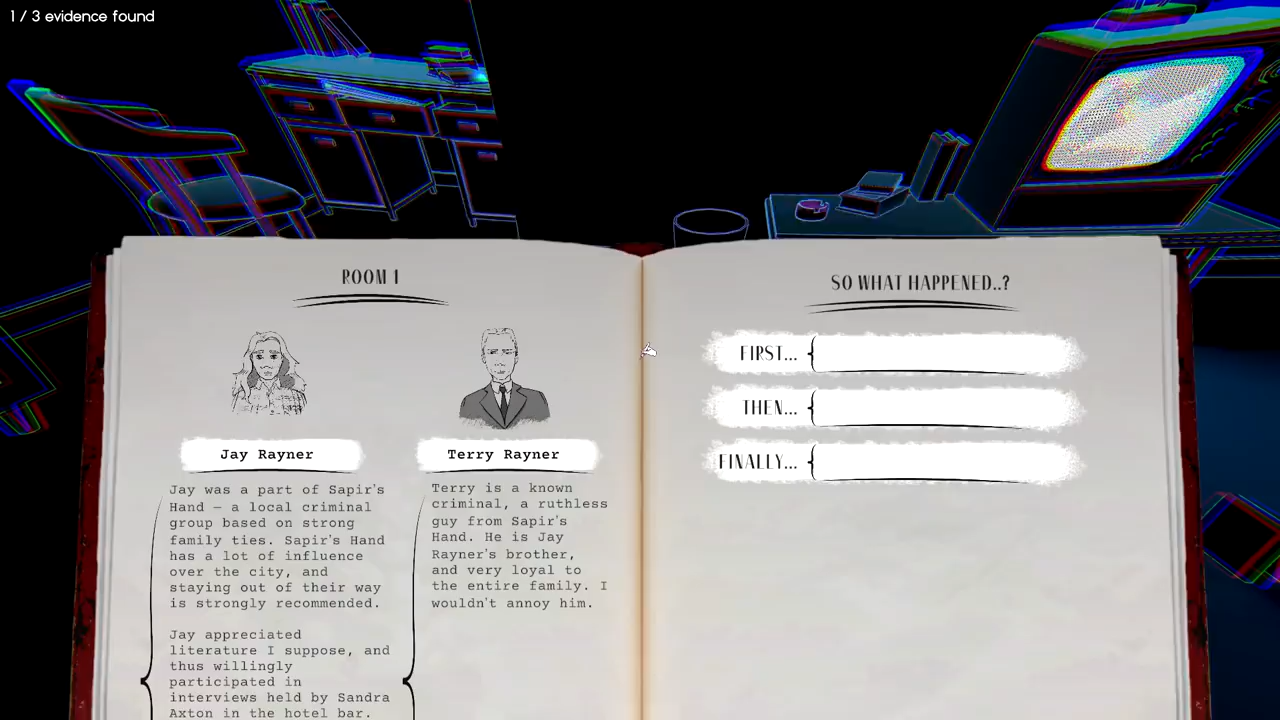 1 / 3 evidence found
ROOM 1
Jay Rayner
Jay was a part of Sapir's
Hand – a local criminal
group based on strong
family ties. Sapir's Hand
has a lot of influence
over the city, and
staying out of their way
is strongly recommended.
Jay appreciated
literature I suppose, and
thus willingly
participated in
interviews held by Sandra
Axton in the hotel bar.
Terry Rayner
Terry is a known
criminal, a ruthless
guy from Sapir's
Hand. He is Jay
Rayner's brother,
and very loyal to
the entire family. I
wouldn't annoy him.
SO WHAT HAPPENED..?
FIRST...
THEN...
FINALLY...